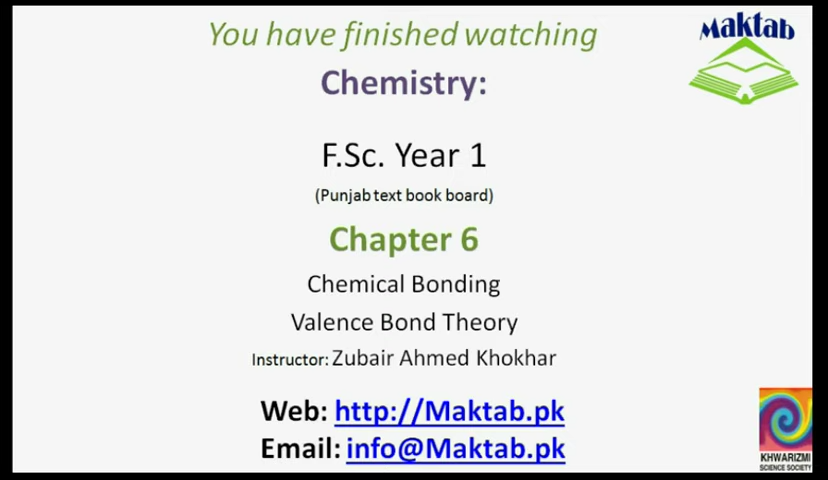 You have finished watching
Maktab
Chemistry:
F.Sc. Year 1
(Punjab text book board)
Chapter 6
Chemical Bonding
Valence Bond Theory
Instructor: Zubair Ahmed Khokhar
Web: http://Maktab.pk
Email: info@Maktab.pk
KHWARIZMI
SCIENCE SOCIETY